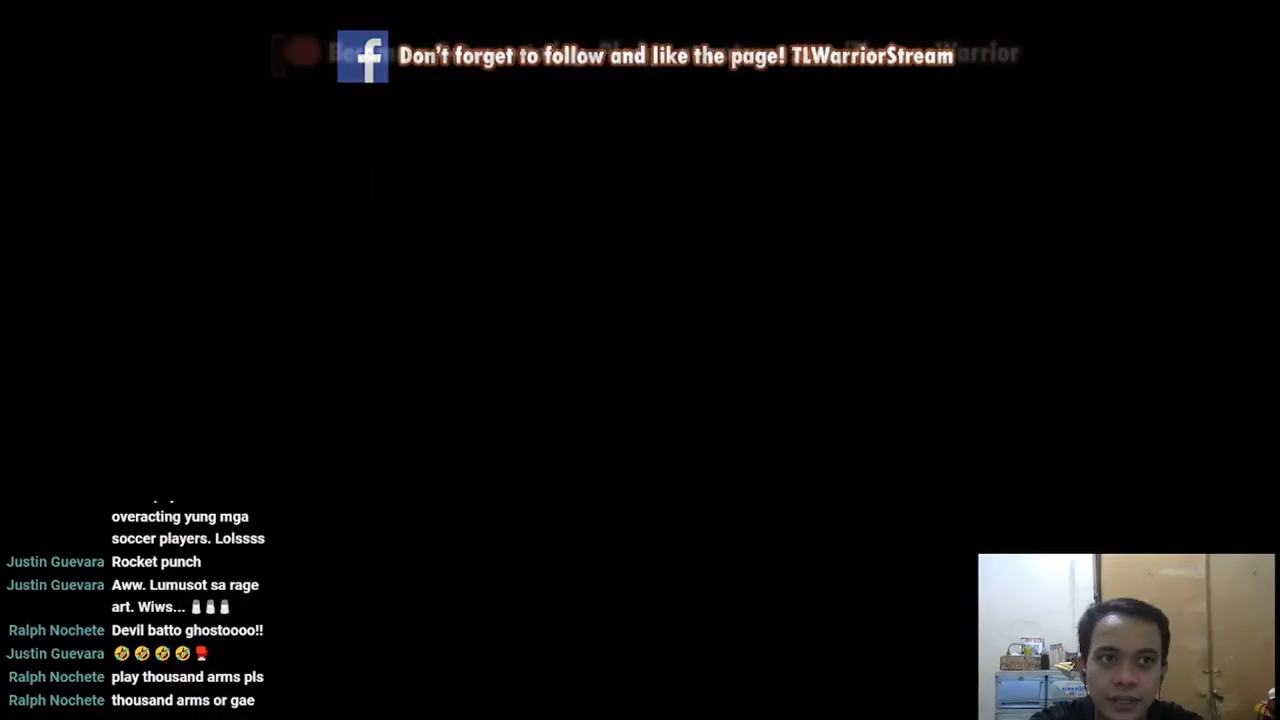 Don't forget to follow and like the page! TLWarriorStream
overacting yung mga
soccer players. Lolssss
Justin Guevara Rocket punch
Justin Guevara Aww. Lumusot sa rage
art. Wiws...
Ralph Nochete Devil batto ghostoooo!!
Justin Guevara 🤣🤣🤣🤣
Ralph Nochete play thousand arms pls
Ralph Nochete thousand arms or gae